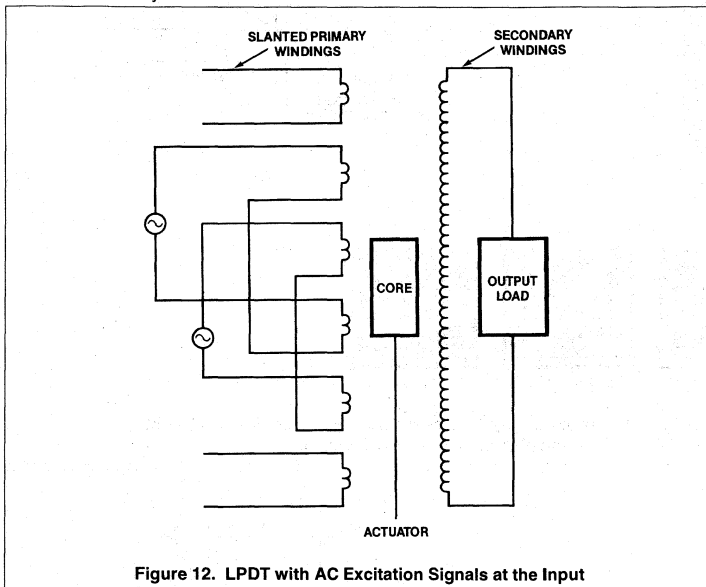 SLANTED PRIMARY
WINDINGS
SECONDARY
WINDINGS
CORE
OUTPUT
LOAD
ACTUATOR
Figure 12. LPDT with AC Excitation Signals at the Input